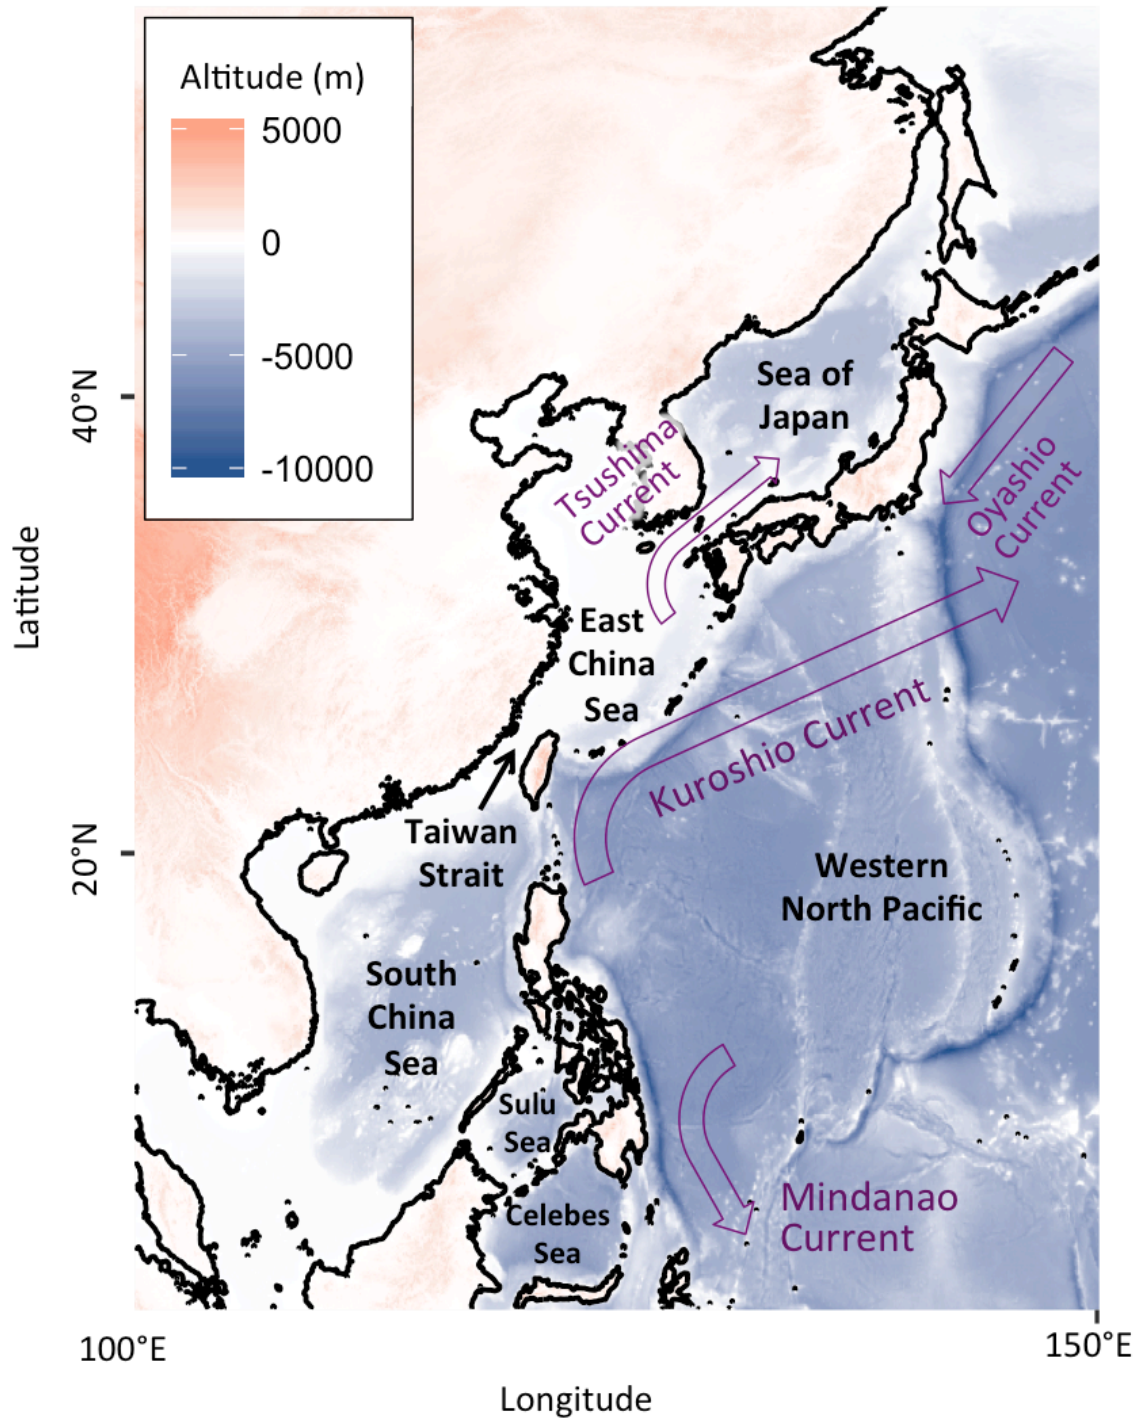 Altitude (m)
5000
0
-5000
-10000
40°N
20°N
Latitude
Sea of
Japan
Tsushima
Current
Oyashio
Current
East
China
Sea
Kuroshio Current
Taiwan
Strait
Western
North Pacific
South
China
Sea
Sulu
Sea
Celebes
Sea
Mindanao
Current
100°E
150°E
Longitude